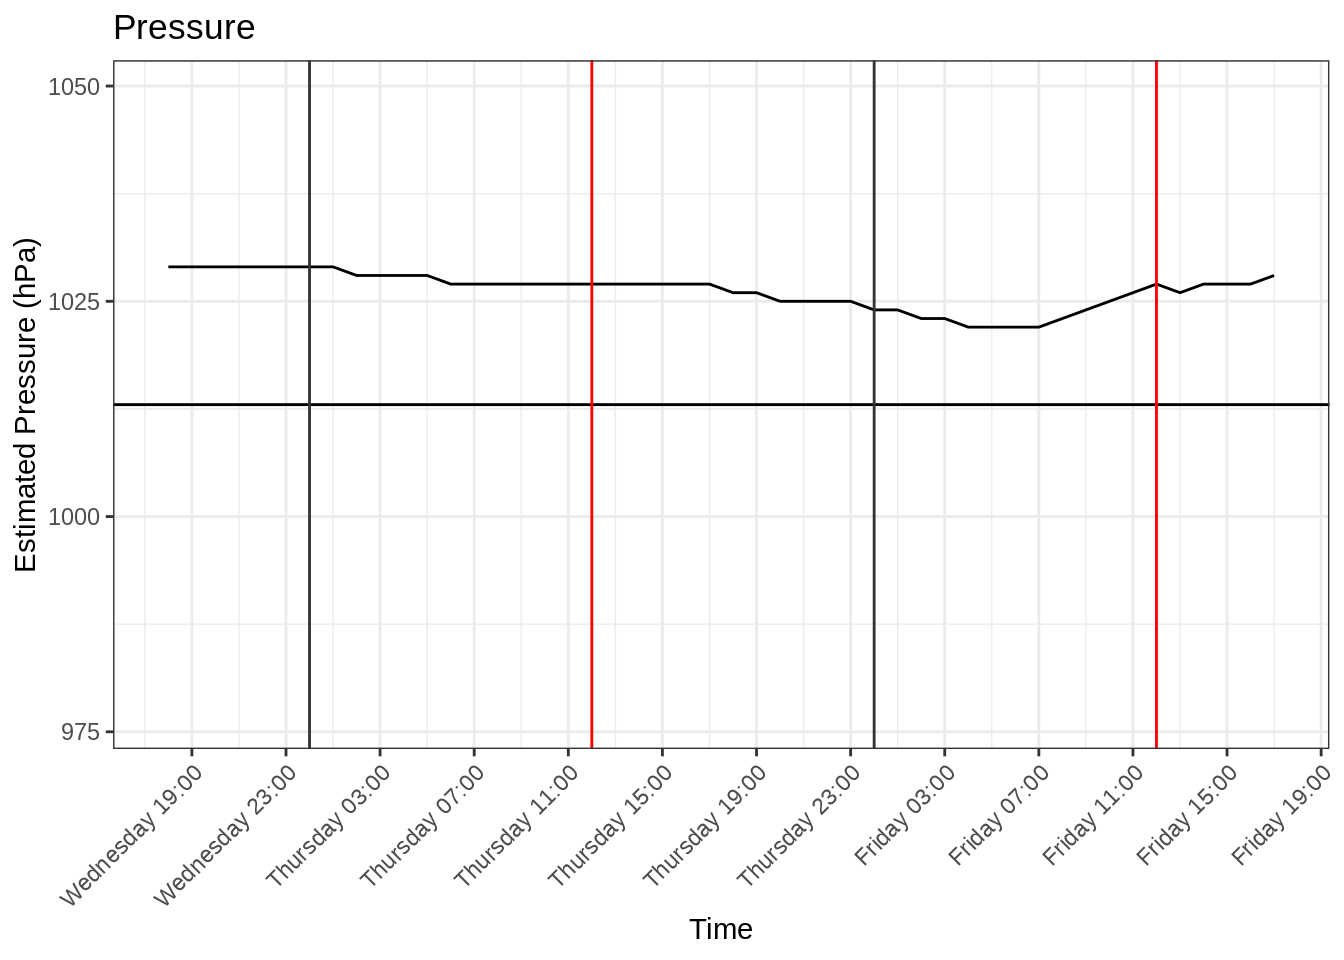 Pressure
Estimated Pressure (hPa)
1050
1025
1000
975
Wednesday 19:00
Wednesday 23:00
Thursday 03:00
Thursday 07:00
Thursday 11:00
Thursday 15:00
Thursday 19:00
Thursday 23:00
Friday 03:00
Friday 07:00
Friday 11:00
Friday 15:00
Friday 19:00
Time